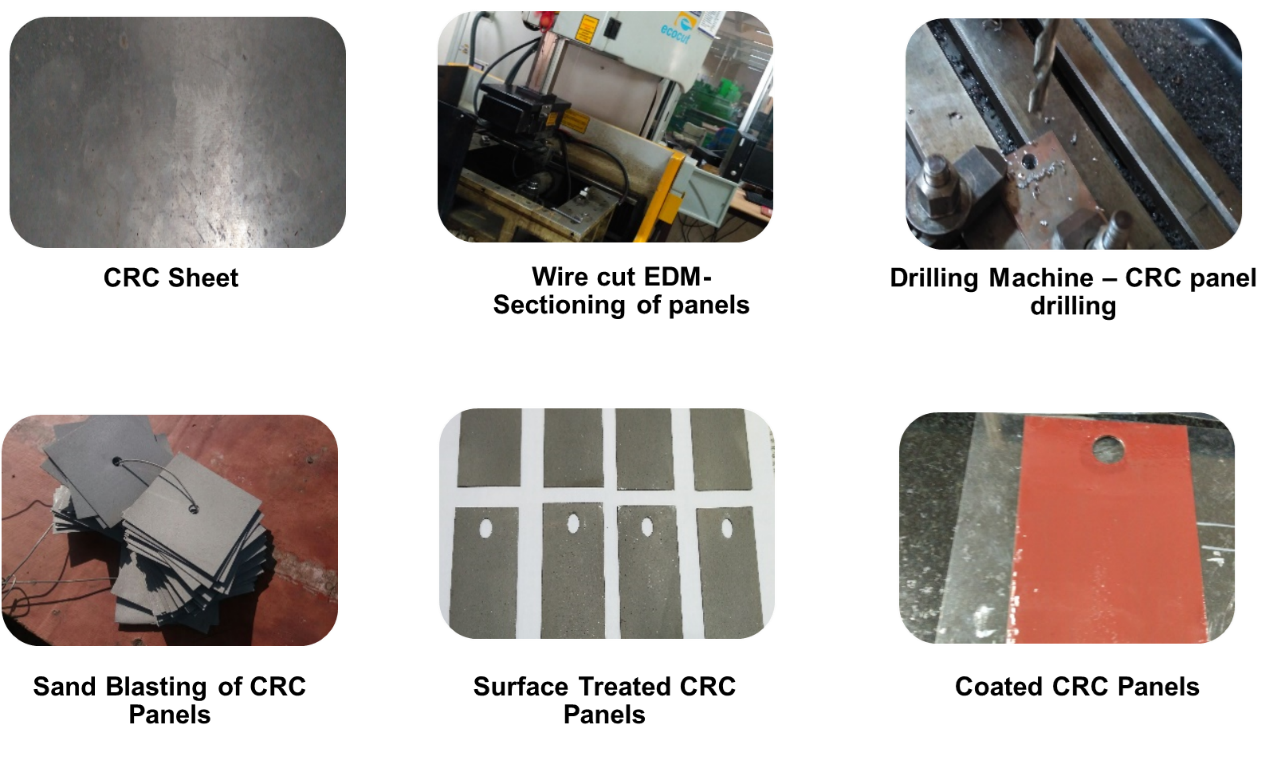 ecocut
CRC Sheet
Wire cut EDM-
Sectioning of panels
Drilling Machine – CRC panel
drilling
Sand Blasting of CRC
Panels
Surface Treated CRC
Panels
Coated CRC Panels